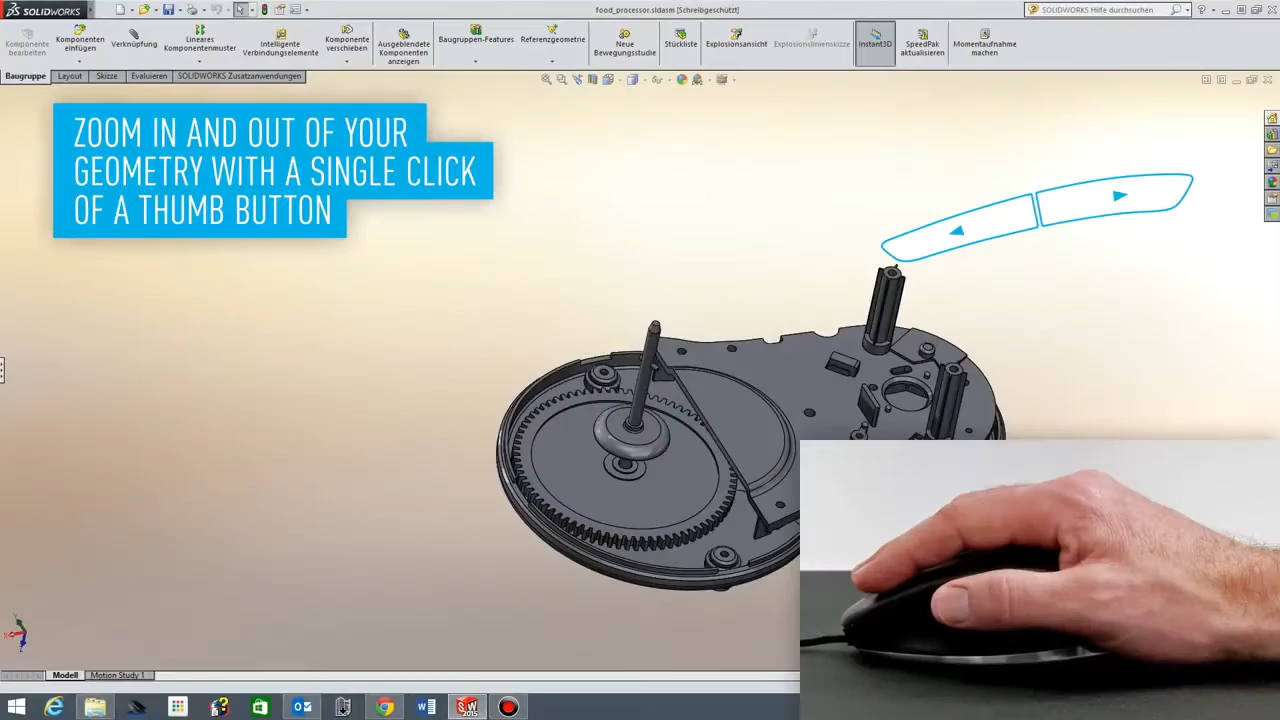 SOLIDWORKS
food_processor.sldasm [Schreibgeschützt]
SOLIDWORKS Hilfe durchsuchen
Komponente bearbeiten
Komponenten einfügen
Verknüpfung
Lineares Komponentenmuster
Intelligente Verbindungselemente
Komponente verschieben
Ausgeblendete Komponenten anzeigen
Baugruppen-Features
Referenzgeometrie
Neue Bewegungsstudie
Stückliste
Explosionsansicht
Explosionslinienskizze
Instant3D
SpeedPak aktualisieren
Momentaufnahme machen
Baugruppe
Layout
Skizze
Evaluieren
SOLIDWORKS Zusatzanwendungen
ZOOM IN AND OUT OF YOUR
GEOMETRY WITH A SINGLE CLICK
OF A THUMB BUTTON
Modell
Motion Study 1